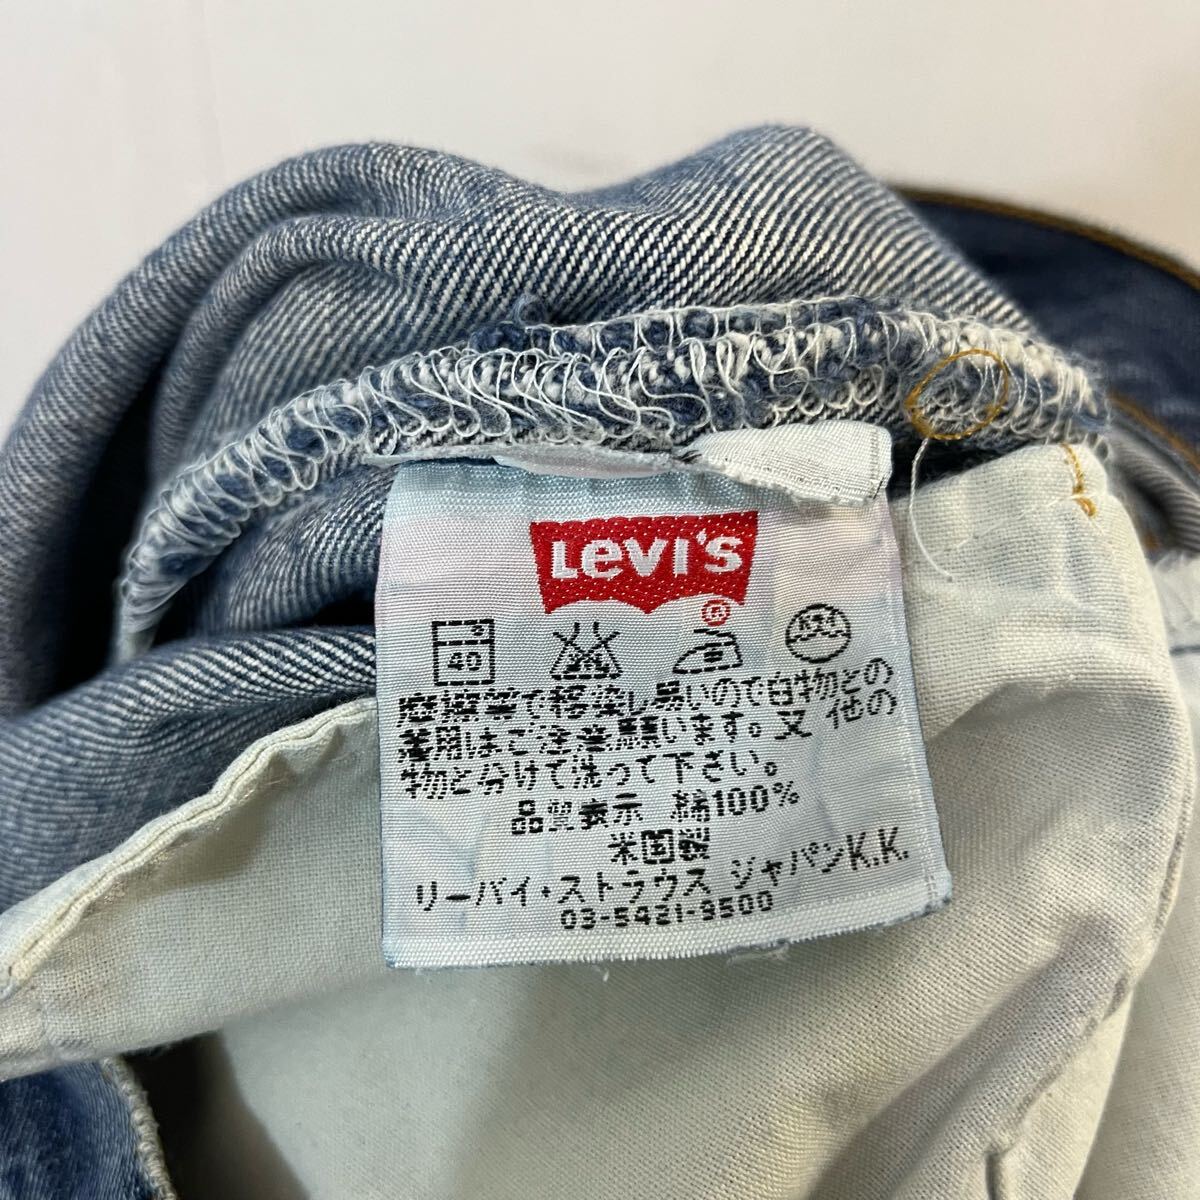 Levi's
®
40
摩擦等で移染し易いので白物との
着用はご注意願います。又 他の
物と分けて洗って下さい。
品質表示 綿100%
米国製
リーバイ・ストラウス ジャパンK.K.
03-5421-9500